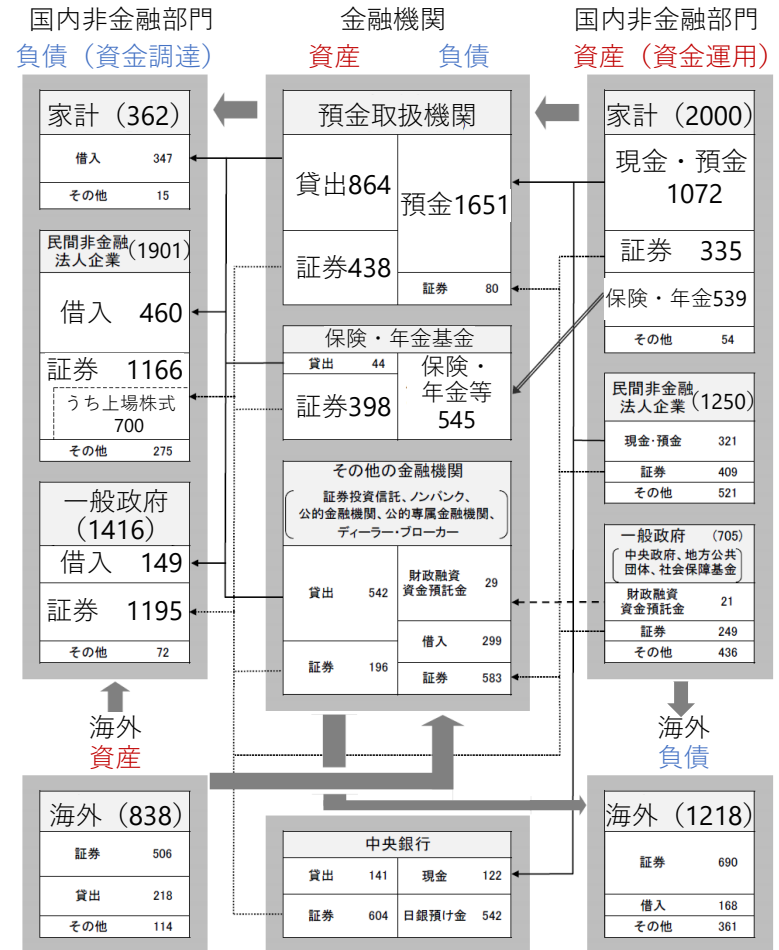 国内非金融部門
負債（資金調達）
家計（362）
借入 347
その他 15
民間非金融
法人企業 (1901)
借入 460
証券 1166
うち上場株式
700
その他 275
一般政府
（1416）
借入 149
証券 1195
その他 72
海外
資産
海外（838）
証券 506
貸出 218
その他 114
金融機関
資産 負債
預金取扱機関
貸出864
預金1651
証券438
証券 80
保険・年金基金
貸出 44
証券398
保険・
年金等
545
その他の金融機関
証券投資信託、ノンバンク、
公的金融機関、公的専属金融機関、
ディーラー・ブローカー
貸出 542
財政融資
資金預託金 29
借入 299
証券 196
証券 583
中央銀行
貸出 141 現金 122
証券 604 日銀預け金 542
国内非金融部門
資産（資金運用）
家計（2000）
現金・預金
1072
証券 335
保険・年金539
その他 54
民間非金融
法人企業 (1250)
現金・預金 321
証券 409
その他 521
一般政府 (705)
中央政府、地方公共
団体、社会保障基金
財政融資
資金預託金 21
証券 249
その他 436
海外
負債
海外（1218）
証券 690
借入 168
その他 361